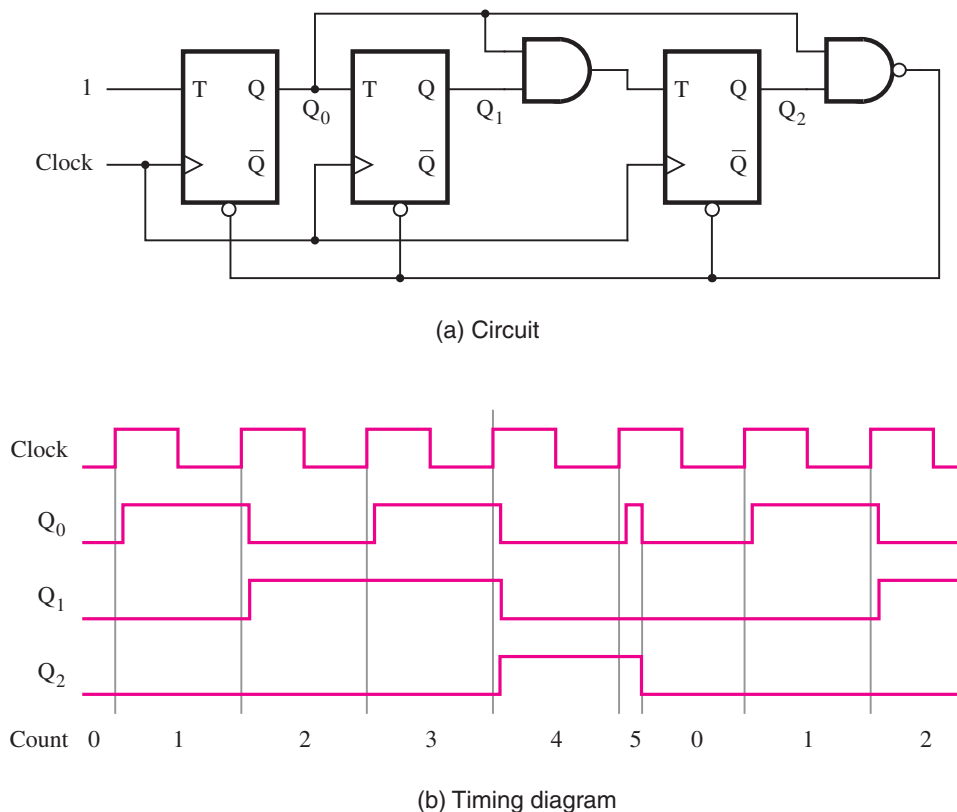 1 T Q T Q T Q
Q₀ Q₁ Q₂
Clock Q̅ Q̅ Q̅
(a) Circuit
Clock
Q₀
Q₁
Q₂
Count 0 1 2 3 4 5 0 1 2
(b) Timing diagram